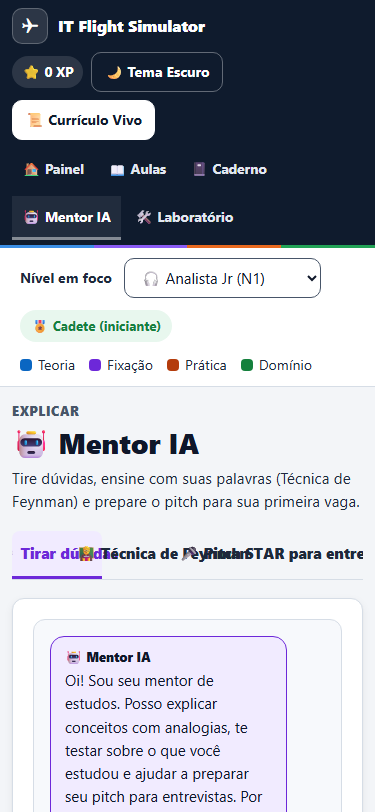 IT Flight Simulator
0 XP
Tema Escuro
Currículo Vivo
Painel
Aulas
Caderno
Mentor IA
Laboratório
Nível em foco
Analista Jr (N1)
Cadete (iniciante)
Teoria
Fixação
Prática
Domínio
EXPLICAR
Mentor IA
Tire dúvidas, ensine com suas palavras (Técnica de
Feynman) e prepare o pitch para sua primeira vaga.
Tirar dúvidas
Técnica de Feynman
Pitch STAR para entre
Mentor IA
Oi! Sou seu mentor de
estudos. Posso explicar
conceitos com analogias, te
testar sobre o que você
estudou e ajudar a preparar
seu pitch para entrevistas. Por